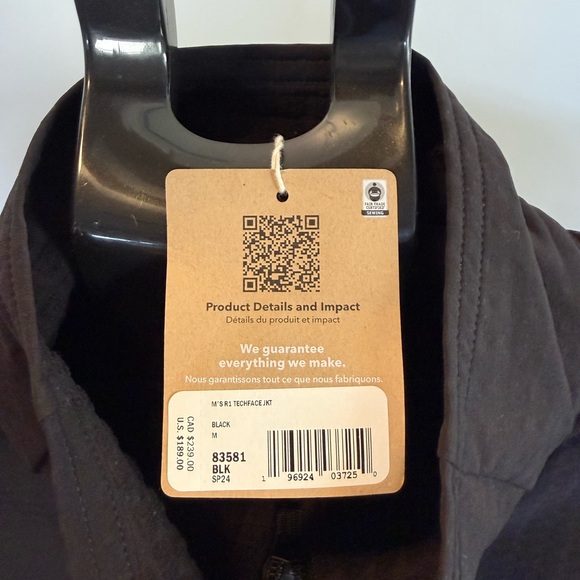 FAIR TRADE
CERTIFIED
SEWING
Product Details and Impact
Détails du produit et impact
We guarantee
everything we make.
Nous garantissons tout ce que nous fabriquons.
M'S R1 TECHFACE JKT
BLACK
M
83581
BLK
SP24
CAD $239.00
U.S. $189.00
1 96924 03725 0